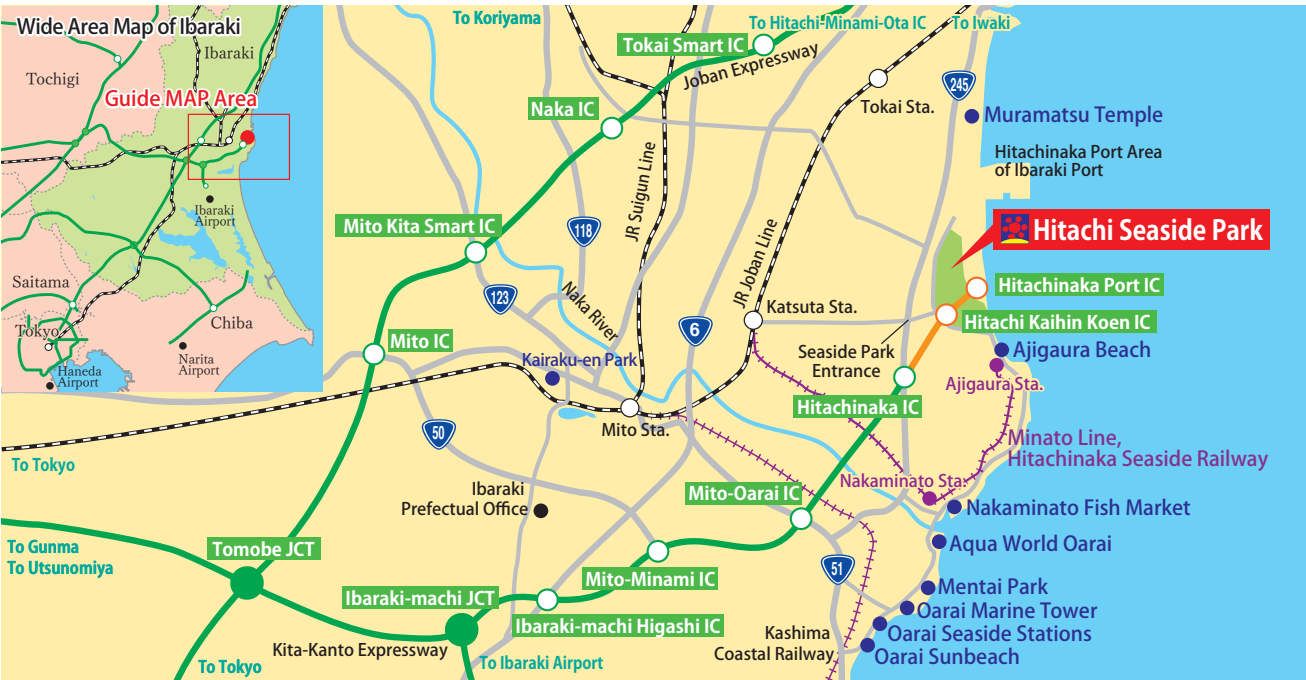 Wide Area Map of Ibaraki
Ibaraki
Tochigi
Guide MAP Area
Ibaraki
Airport
Saitama
Tokyo
Chiba
Narita
Airport
Haneda
Airport
To Koriyama
To Hitachi-Minami-Ota IC
To Iwaki
Tokai Smart IC
Joban Expressway
245
Tokai Sta.
Naka IC
Muramatsu Temple
Hitachinaka Port Area
of Ibaraki Port
JR Suigun Line
Mito Kita Smart IC
118
Hitachi Seaside Park
JR Joban Line
Hitachinaka Port IC
123
Naka River
Katsuta Sta.
6
Hitachi Kaihin Koen IC
Mito IC
Kairaku-en Park
Seaside Park
Entrance
Ajigaura Beach
Ajigaura Sta.
Hitachinaka IC
Mito Sta.
50
Minato Line,
Hitachinaka Seaside Railway
To Tokyo
Ibaraki
Prefectual Office
Mito-Oarai IC
Nakaminato Sta.
Nakaminato Fish Market
To Gunma
To Utsunomiya
Tomobe JCT
Aqua World Oarai
Mito-Minami IC
51
Ibaraki-machi JCT
Mentai Park
Ibaraki-machi Higashi IC
Oarai Marine Tower
Kita-Kanto Expressway
Kashima
Coastal Railway
Oarai Seaside Stations
To Tokyo
To Ibaraki Airport
Oarai Sunbeach